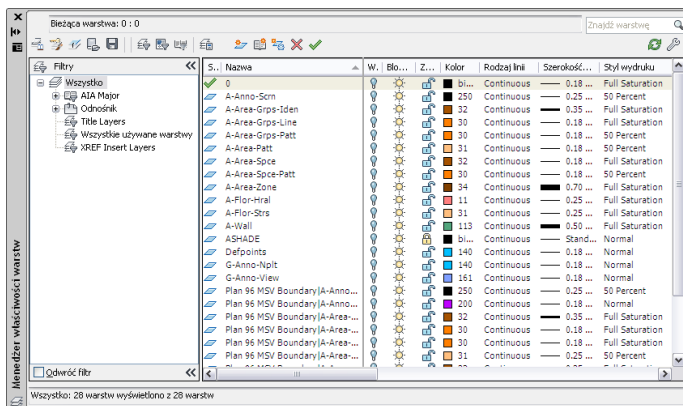 Bieżąca warstwa: 0 : 0
Znajdź warstwę
Filtry
Wszystko
AIA Major
Odnośnik
Title Layers
Wszystkie używane warstwy
XREF Insert Layers
Odwróć filtr
S.. Nazwa W. Blo... Z... Kolor Rodzaj linii Szerokość... Styl wydruku
0 bi... Continuous 0.18 ... Full Saturation
A-Anno-Scrn 250 Continuous 0.25 ... 50 Percent
A-Area-Grps-Iden 32 Continuous 0.35 ... Full Saturation
A-Area-Grps-Line 30 Continuous 0.18 ... Full Saturation
A-Area-Grps-Patt 30 Continuous 0.18 ... 50 Percent
A-Area-Patt 31 Continuous 0.18 ... 50 Percent
A-Area-Spce 32 Continuous 0.18 ... Full Saturation
A-Area-Spce-Patt 30 Continuous 0.18 ... 50 Percent
A-Area-Zone 34 Continuous 0.70 ... Full Saturation
A-Flor-Hral 11 Continuous 0.25 ... Full Saturation
A-Flor-Strs 31 Continuous 0.25 ... Full Saturation
A-Wall 113 Continuous 0.50 ... Full Saturation
ASHADE bi... Continuous Stand... Normal
Defpoints 140 Continuous 0.18 ... Normal
G-Anno-Nplt 140 Continuous 0.18 ... Normal
G-Anno-View 161 Continuous 0.18 ... Normal
Plan 96 MSV Boundary|A-Anno... 250 Continuous 0.25 ... 50 Percent
Plan 96 MSV Boundary|A-Anno... 200 Continuous 0.18 ... Normal
Plan 96 MSV Boundary|A-Area-... 32 Continuous 0.35 ... Full Saturation
Plan 96 MSV Boundary|A-Area-... 30 Continuous 0.18 ... Full Saturation
Plan 96 MSV Boundary|A-Area-... 30 Continuous 0.18 ... Full Saturation
Plan 96 MSV Boundary|A-Area-... 31 Continuous 0.25 ... 50 Percent
Menedżer właściwości warstw
Wszystko: 28 warstw wyświetlono z 28 warstw